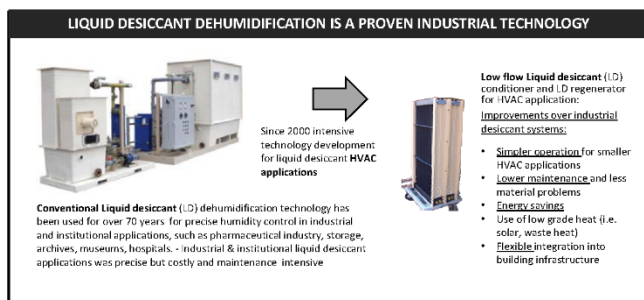 LIQUID DESICCANT DEHUMIDIFICATION IS A PROVEN INDUSTRIAL TECHNOLOGY
Since 2000 intensive
technology development
for liquid desiccant HVAC
applications
Conventional Liquid desiccant (LD) dehumidification technology has
been used for over 70 years for precise humidity control in industrial
and institutional applications, such as pharmaceutical industry, storage,
archives, museums, hospitals. - Industrial & institutional liquid desiccant
applications was precise but costly and maintenance intensive
Low flow Liquid desiccant (LD)
conditioner and LD regenerator
for HVAC application:
Improvements over industrial
desiccant systems:
• Simpler operation for smaller
HVAC applications
• Lower maintenance and less
material problems
• Energy savings
• Use of low grade heat (i.e.
solar, waste heat)
• Flexible integration into
building infrastructure